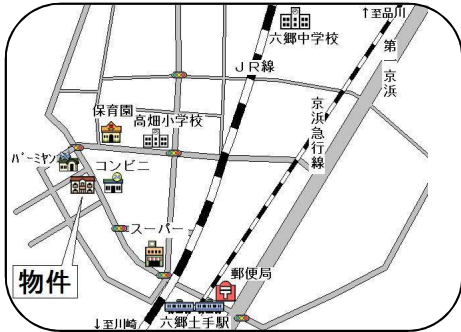 ↑至品川
六郷中学校
第一京浜
JR線
保育園
高畑小学校
京浜急行線
バーミヤン
コンビニ
スーパー
物件
郵便局
六郷土手駅
↓至川崎